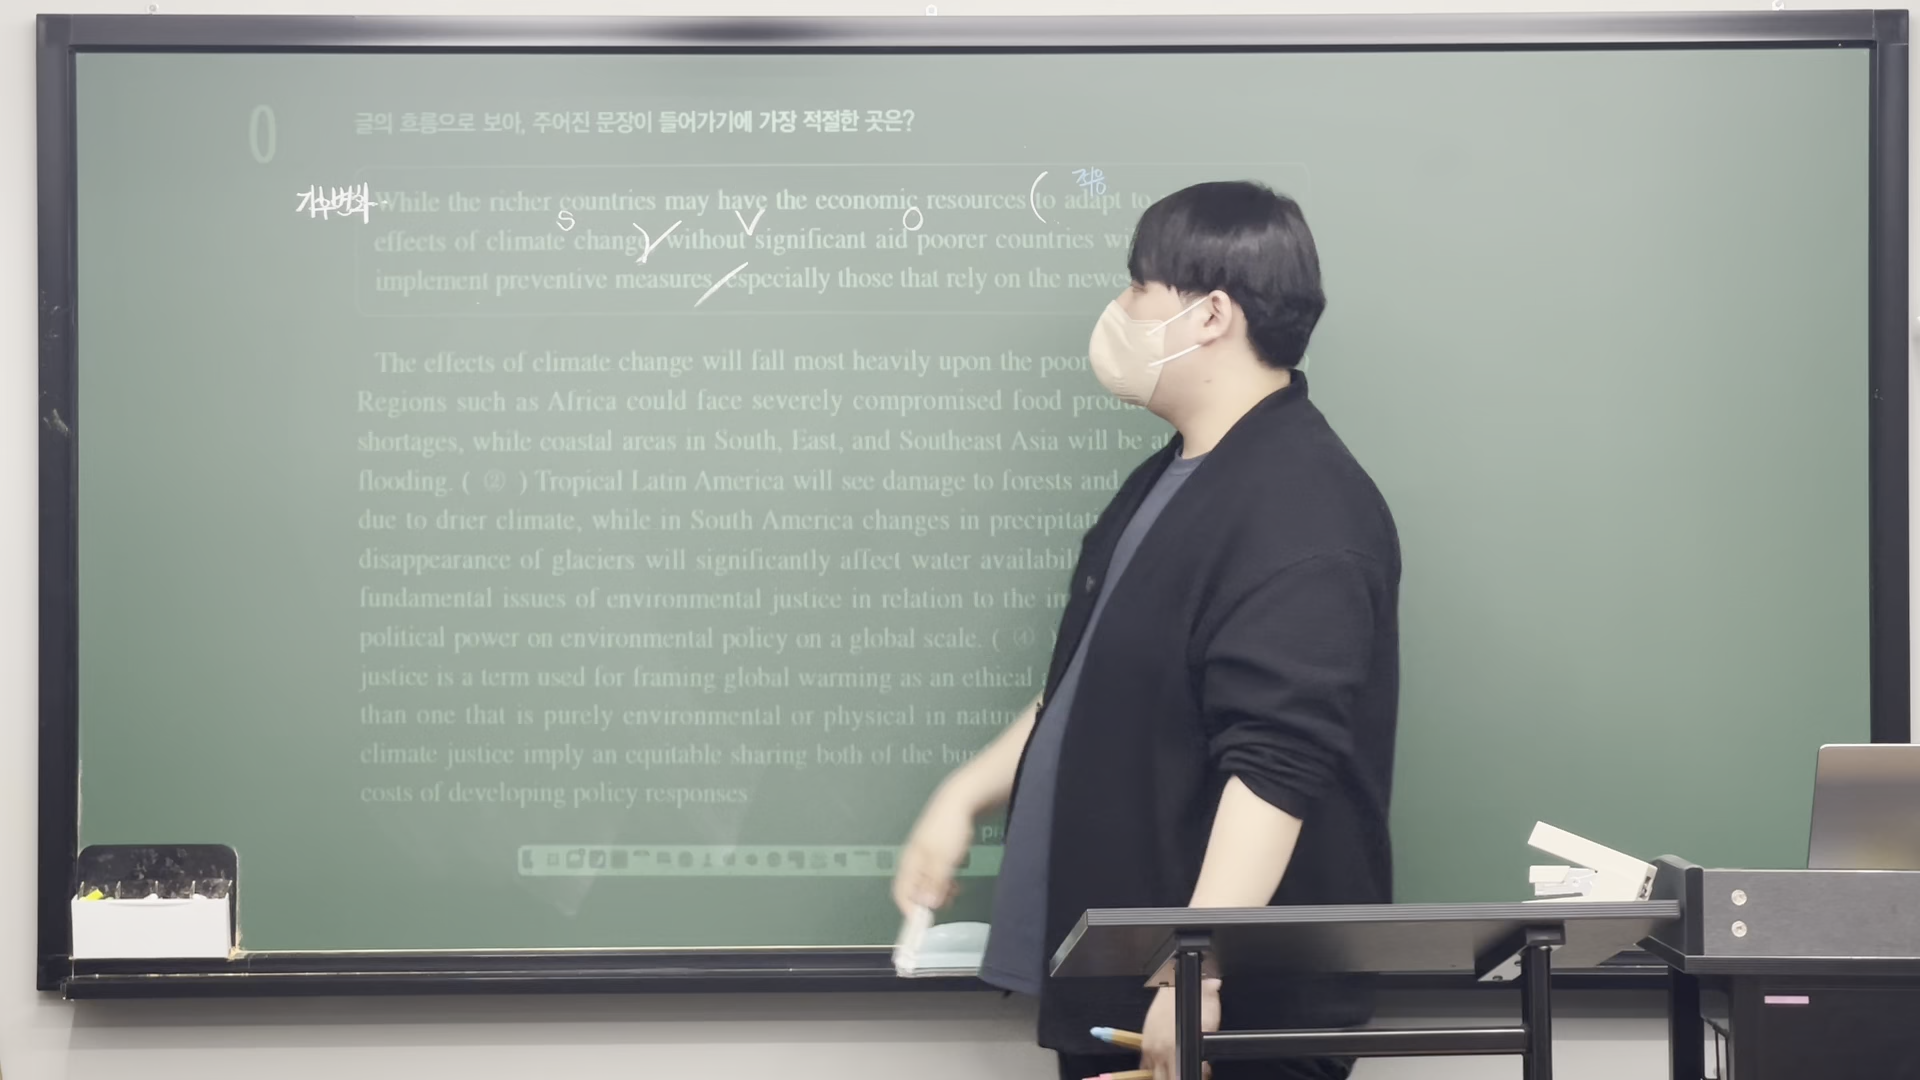 0
글의 흐름으로 보아, 주어진 문장이 들어가기에 가장 적절한 곳은?
적응
기후변화
While the richer countries may have the economic resources to adapt to
S V O
effects of climate change, without significant aid poorer countries
implement preventive measures, especially those that rely on the
The effects of climate change will fall most heavily upon the poor
Regions such as Africa could face severely compromised food
shortages, while coastal areas in South, East, and Southeast Asia will be
flooding. ( ② ) Tropical Latin America will see damage to forests and
due to drier climate, while in South America changes in
disappearance of glaciers will significantly affect water
fundamental issues of environmental justice in relation to the
political power on environmental policy on a global scale. ( ④ )
justice is a term used for framing global warming as an ethical
than one that is purely environmental or physical in
climate justice imply an equitable sharing both of the
costs of developing policy responses.